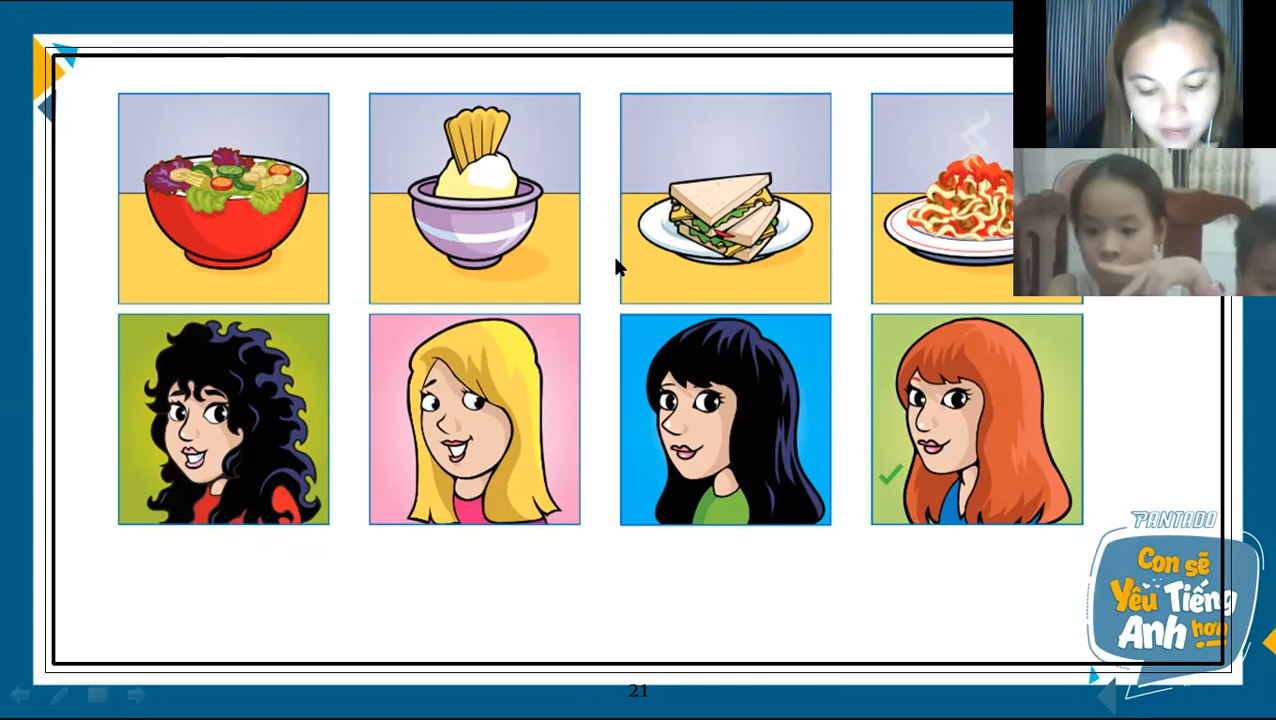 PANTADO
Con sẽ
Yêu Tiếng
Anh hơn
21